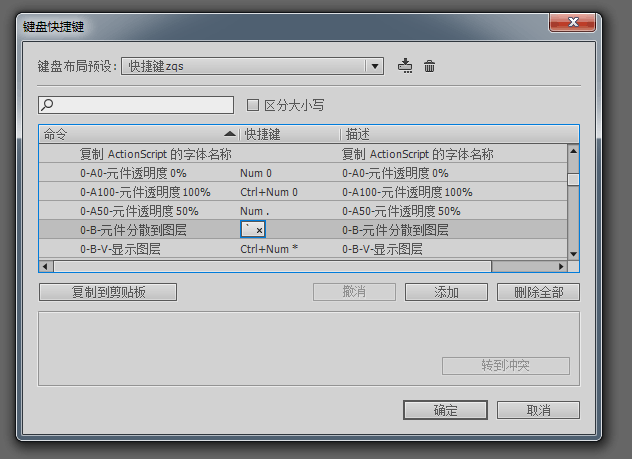 键盘快捷键
键盘布局预设: 快捷键zqs
区分大小写
命令 快捷键 描述
复制 ActionScript 的字体名称 复制 ActionScript 的字体名称
0-A0-元件透明度 0% Num 0 0-A0-元件透明度 0%
0-A100-元件透明度 100% Ctrl+Num 0 0-A100-元件透明度 100%
0-A50-元件透明度 50% Num . 0-A50-元件透明度 50%
0-B-元件分散到图层 ` × 0-B-元件分散到图层
0-B-V-显示图层 Ctrl+Num * 0-B-V-显示图层
复制到剪贴板 撤消 添加 删除全部
转到冲突
确定 取消